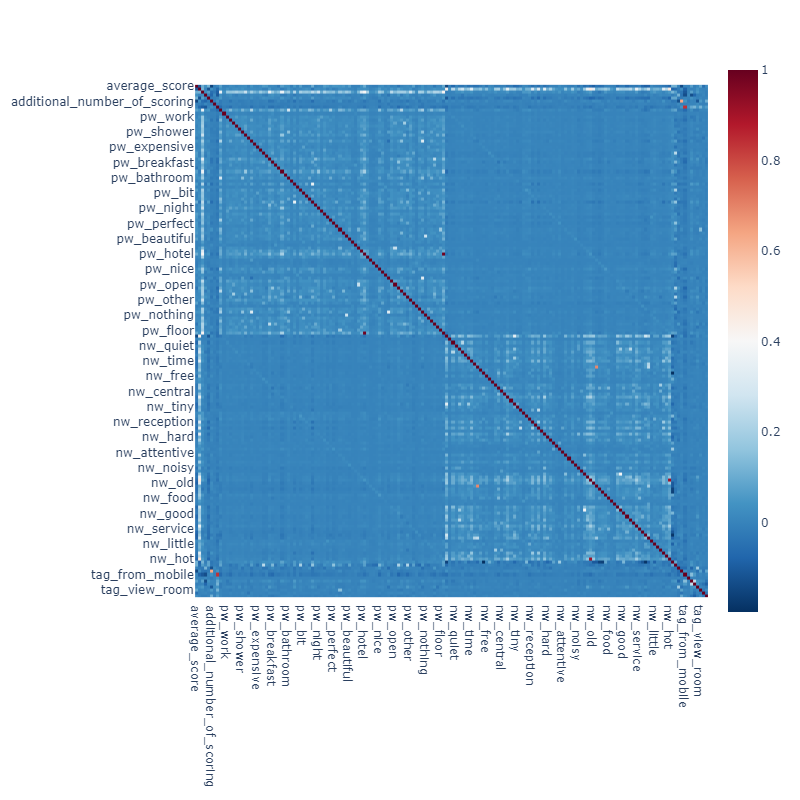 average_score
additional_number_of_scoring
pw_work
pw_shower
pw_expensive
pw_breakfast
pw_bathroom
pw_bit
pw_night
pw_perfect
pw_beautiful
pw_hotel
pw_nice
pw_open
pw_other
pw_nothing
pw_floor
nw_quiet
nw_time
nw_free
nw_central
nw_tiny
nw_reception
nw_hard
nw_attentive
nw_noisy
nw_old
nw_food
nw_good
nw_service
nw_little
nw_hot
tag_from_mobile
tag_view_room
average_score
additional_number_of_scoring
pw_work
pw_shower
pw_expensive
pw_breakfast
pw_bathroom
pw_bit
pw_night
pw_perfect
pw_beautiful
pw_hotel
pw_nice
pw_open
pw_other
pw_nothing
pw_floor
nw_quiet
nw_time
nw_free
nw_central
nw_tiny
nw_reception
nw_hard
nw_attentive
nw_noisy
nw_old
nw_food
nw_good
nw_service
nw_little
nw_hot
tag_from_mobile
tag_view_room
1
0.8
0.6
0.4
0.2
0